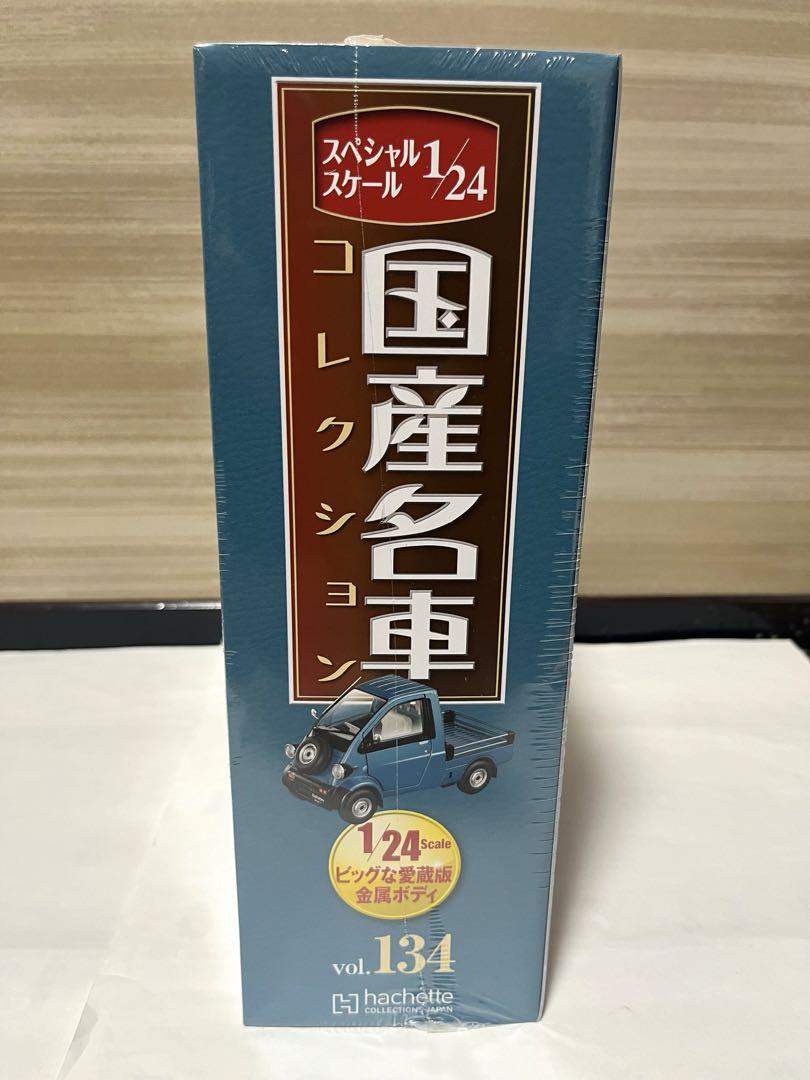 スペシャル
スケール
1/24
国産名車
コレクション
1/24 Scale
ビッグな愛蔵版
金属ボディ
vol.134
hachette
COLLECTIONS JAPAN